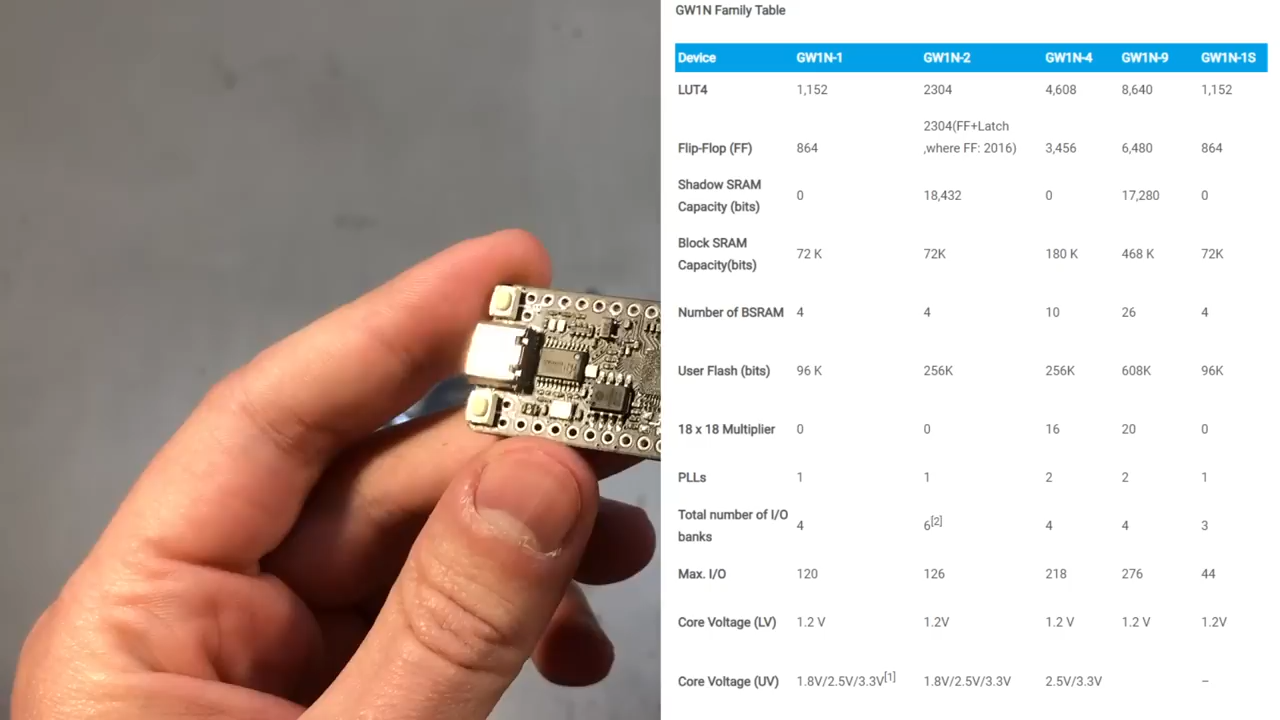 GW1N Family Table
Device GW1N-1 GW1N-2 GW1N-4 GW1N-9 GW1N-1S
LUT4 1,152 2304 4,608 8,640 1,152
Flip-Flop (FF) 864 2304(FF+Latch ,where FF: 2016) 3,456 6,480 864
Shadow SRAM Capacity (bits) 0 18,432 0 17,280 0
Block SRAM Capacity(bits) 72 K 72K 180 K 468 K 72K
Number of BSRAM 4 4 10 26 4
User Flash (bits) 96 K 256K 256K 608K 96K
18 x 18 Multiplier 0 0 16 20 0
PLLs 1 1 2 2 1
Total number of I/O banks 4 6[2] 4 4 3
Max. I/O 120 126 218 276 44
Core Voltage (LV) 1.2 V 1.2V 1.2 V 1.2 V 1.2V
Core Voltage (UV) 1.8V/2.5V/3.3V[1] 1.8V/2.5V/3.3V 2.5V/3.3V –